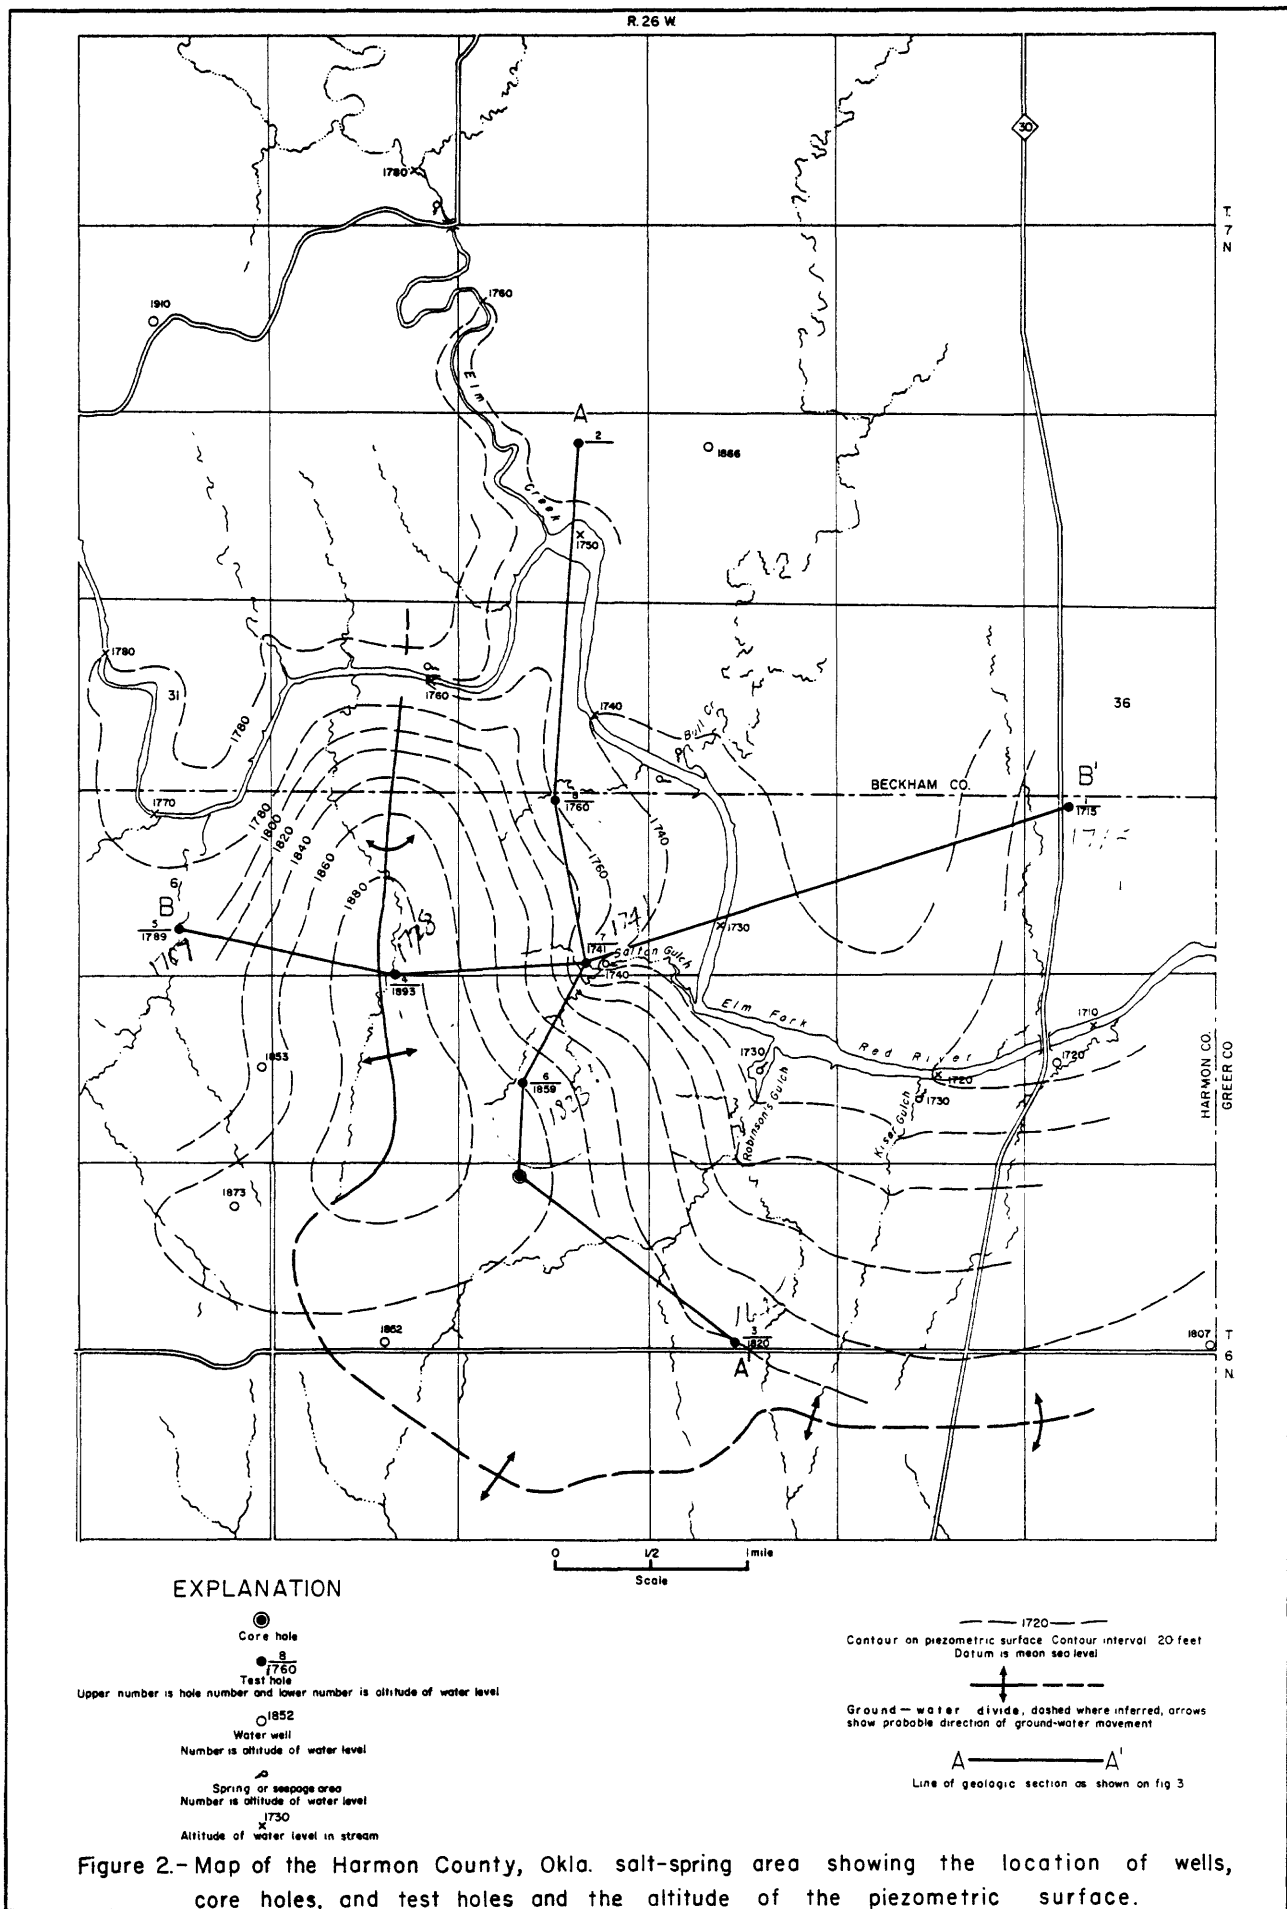 R. 26 W.
30
1780
T.
7
N
1910
1760
Elm
A
2
1866
Creek
1750
1780
31
1760
1780
1740
Bull Cr.
36
BECKHAM CO.
B'
1770
8
1760
1715
1780
1800
1820
1840
1860
1880
1740
1760
6
B
5
1789
7
1741
1730
Salton Gulch
1740
4
1893
Elm Fork
Red River
1710
1853
1730
1720
1720
1730
HARMON CO.
GREER CO
6
1859
Robinson's Gulch
Kiser Gulch
1873
1862
3
1820
A'
1807
T
6
N.
0 1/2 1 mile
Scale
EXPLANATION
Core hole
8
1760
Test hole
Upper number is hole number and lower number is altitude of water level
1852
Water well
Number is altitude of water level
Spring or seepage area
Number is altitude of water level
1730
Altitude of water level in stream
1720
Contour on piezometric surface Contour interval 20 feet
Datum is mean sea level
Ground-water divide, dashed where inferred, arrows
show probable direction of ground-water movement
A A'
Line of geologic section as shown on fig 3
Figure 2.- Map of the Harmon County, Okla. salt-spring area showing the location of wells,
core holes, and test holes and the altitude of the piezometric surface.